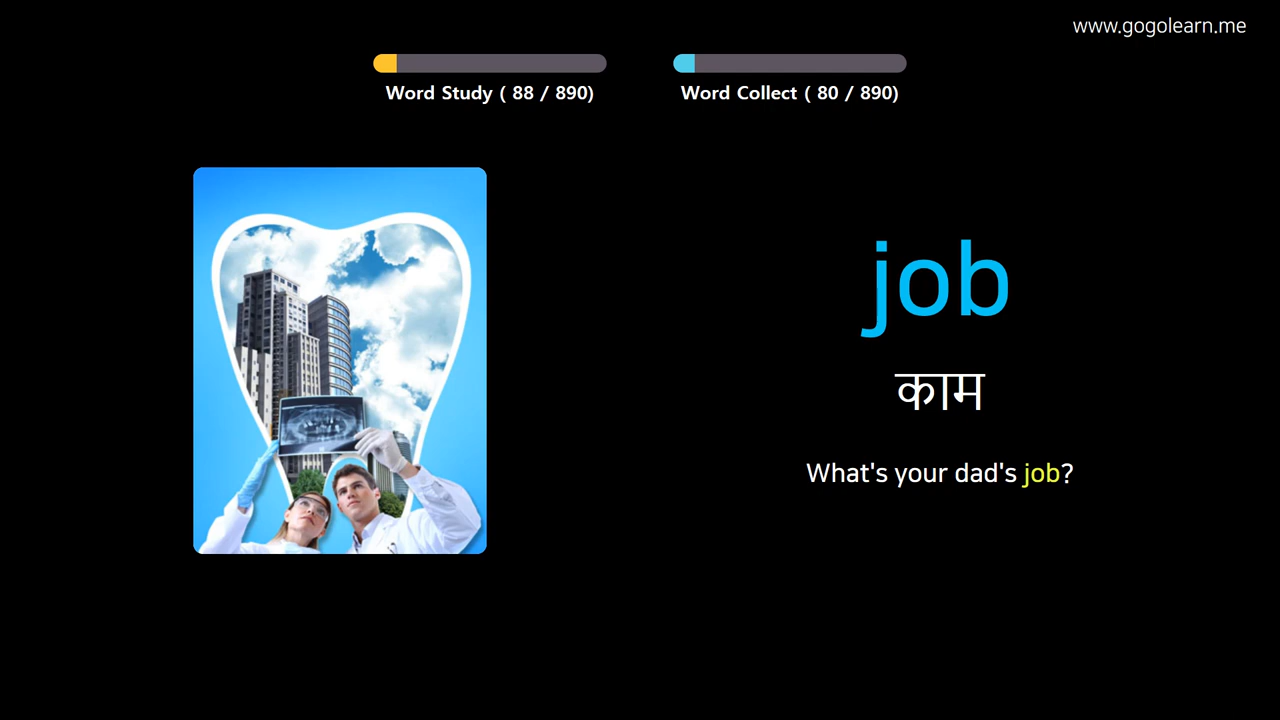 www.gogolearn.me
Word Study ( 88 / 890)
Word Collect ( 80 / 890)
job
काम
What's your dad's job?